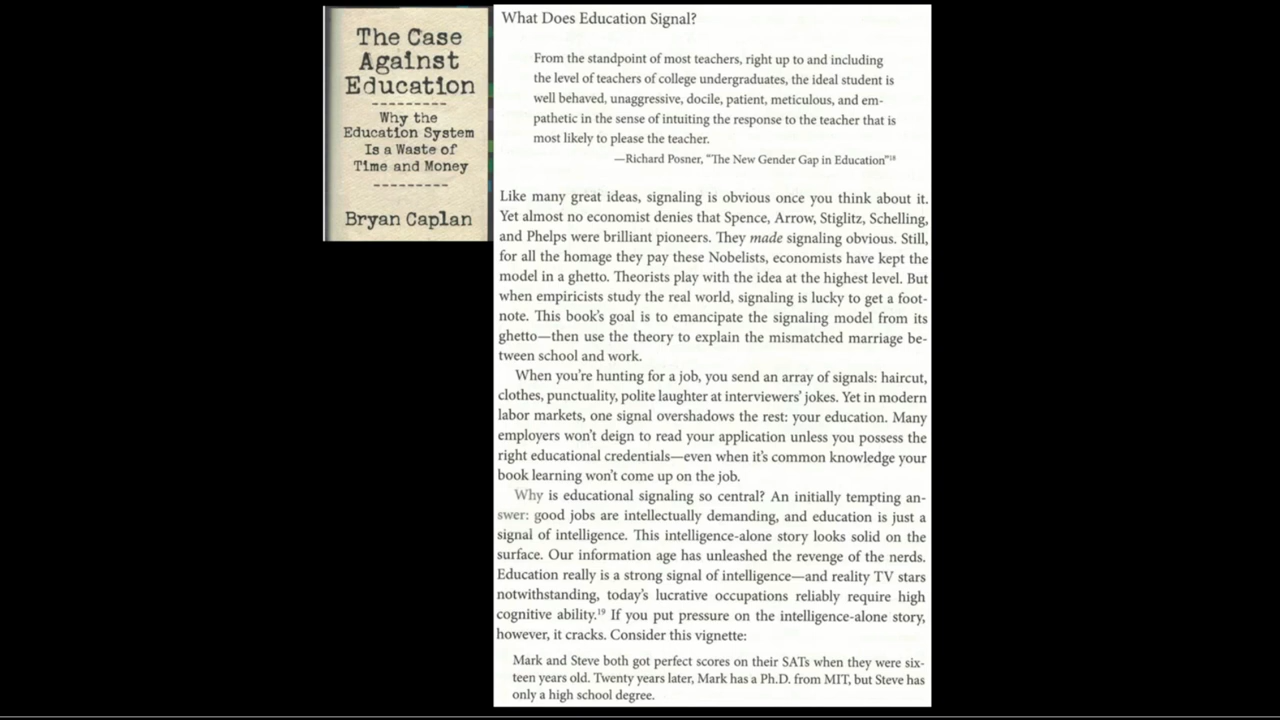 The Case
Against
Education
Why the
Education System
Is a Waste of
Time and Money
Bryan Caplan
What Does Education Signal?
From the standpoint of most teachers, right up to and including
the level of teachers of college undergraduates, the ideal student is
well behaved, unaggressive, docile, patient, meticulous, and em-
pathetic in the sense of intuiting the response to the teacher that is
most likely to please the teacher.
—Richard Posner, “The New Gender Gap in Education”18
Like many great ideas, signaling is obvious once you think about it.
Yet almost no economist denies that Spence, Arrow, Stiglitz, Schelling,
and Phelps were brilliant pioneers. They made signaling obvious. Still,
for all the homage they pay these Nobelists, economists have kept the
model in a ghetto. Theorists play with the idea at the highest level. But
when empiricists study the real world, signaling is lucky to get a foot-
note. This book’s goal is to emancipate the signaling model from its
ghetto—then use the theory to explain the mismatched marriage be-
tween school and work.
When you’re hunting for a job, you send an array of signals: haircut,
clothes, punctuality, polite laughter at interviewers’ jokes. Yet in modern
labor markets, one signal overshadows the rest: your education. Many
employers won’t deign to read your application unless you possess the
right educational credentials—even when it’s common knowledge your
book learning won’t come up on the job.
Why is educational signaling so central? An initially tempting an-
swer: good jobs are intellectually demanding, and education is just a
signal of intelligence. This intelligence-alone story looks solid on the
surface. Our information age has unleashed the revenge of the nerds.
Education really is a strong signal of intelligence—and reality TV stars
notwithstanding, today’s lucrative occupations reliably require high
cognitive ability.19 If you put pressure on the intelligence-alone story,
however, it cracks. Consider this vignette:
Mark and Steve both got perfect scores on their SATs when they were six-
teen years old. Twenty years later, Mark has a Ph.D. from MIT, but Steve has
only a high school degree.